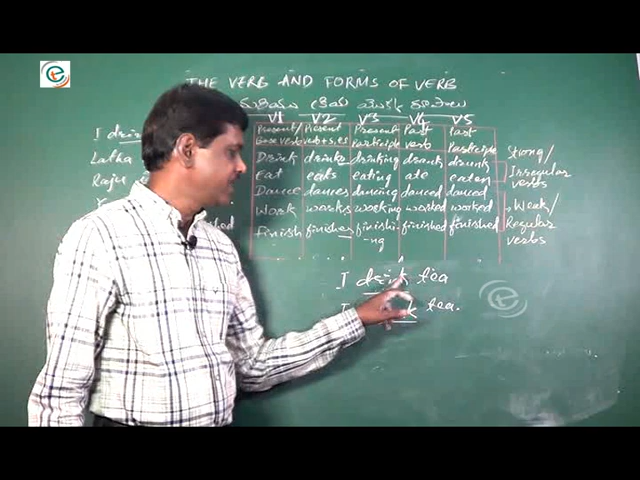 THE VERB AND FORMS OF VERB
V1 V2 V3 V4 V5
Present/ Present Present Past Past
Base verb verb+s,es Participle verb Participle
Drink drinks drinking drank drunk
Eat eats eating ate eaten
Dance dances dancing danced danced
Work works working worked worked
Finish finishes finishi- finished finished
-ng
Strong/
Irregular
verbs
Weak/
Regular
verbs
I
Latha
Raju
I drink tea
I tea.